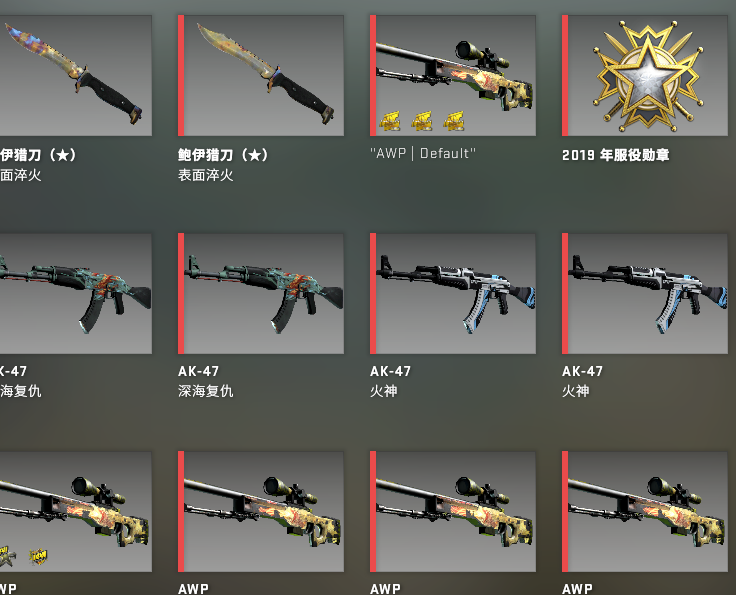 伊猎刀（★）
面淬火
鲍伊猎刀（★）
表面淬火
"AWP | Default"
2019 年服役勋章
K-47
海复仇
AK-47
深海复仇
AK-47
火神
AK-47
火神
WP
AWP
AWP
AWP